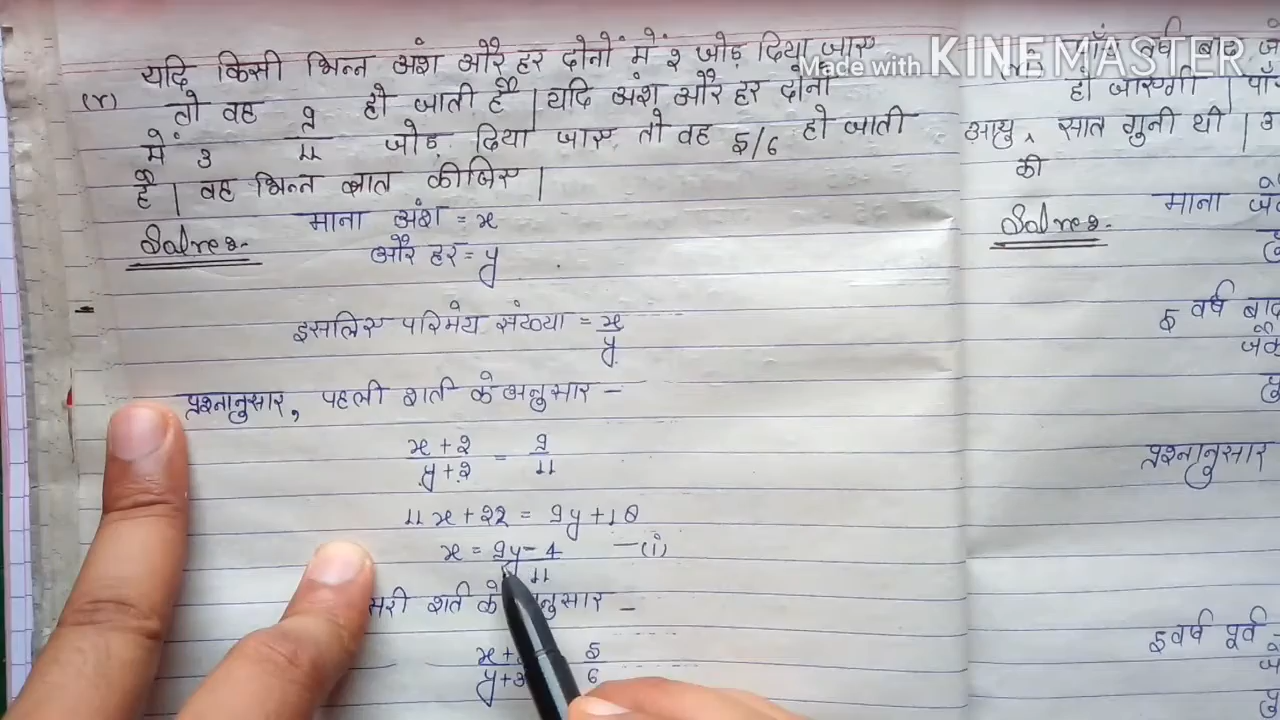 यदि किसी भिन्न अंश और हर दोनों में 2 जोड़ दिया जाए
(v) तो वह 9/11 हो जाती है | यदि अंश और हर दोनों
में 3 जोड़ दिया जाए तो वह 5/6 हो जाती
है | वह भिन्न ज्ञात कीजिए |
Solve:-
माना अंश = x
और हर = y
इसलिए परिमेय संख्या = x/y
प्रश्नानुसार, पहली शर्त के अनुसार –
x + 2 / y + 2 = 9/11
11x + 22 = 9y + 18
x = 9y - 4 / 11 —(i)
सरी शर्त के अनुसार –
x+ / y+3 5/6
Made with KINEMASTER
वर्ष बाद
हो जाएगी |
आयु की सात गुनी थी |
Solve:-
माना
5 वर्ष बाद
प्रश्नानुसार
5 वर्ष पूर्व